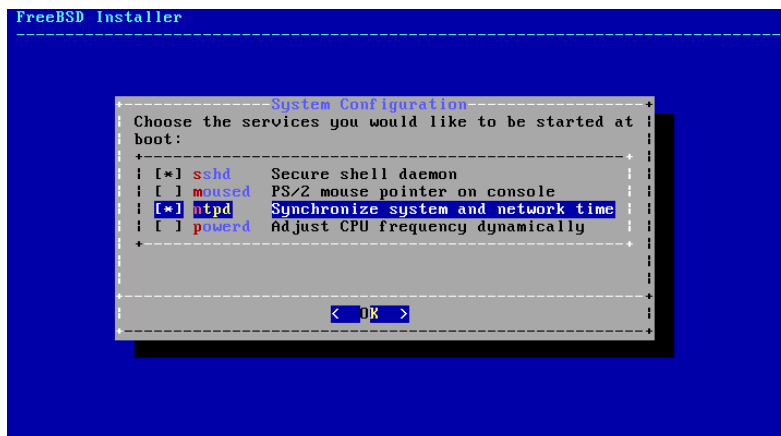 FreeBSD Installer
System Configuration
Choose the services you would like to be started at
boot:
[*] sshd Secure shell daemon
[ ] moused PS/2 mouse pointer on console
[*] ntpd Synchronize system and network time
[ ] powerd Adjust CPU frequency dynamically
< OK >